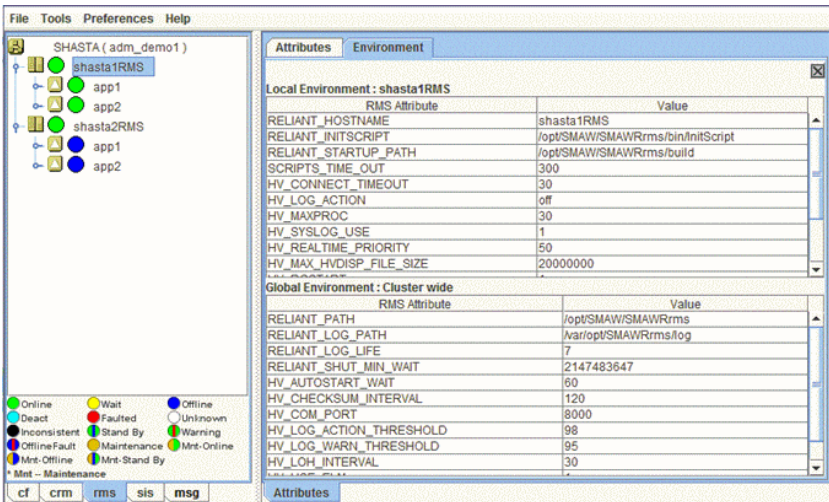 File Tools Preferences Help
SHASTA ( adm_demo1 )
shasta1RMS
app1
app2
shasta2RMS
app1
app2
Online Wait Offline
Deact Faulted Unknown
Inconsistent Stand By Warning
OfflineFault Maintenance Mnt-Online
Mnt-Offline Mnt-Stand By
* Mnt -- Maintenance
cf crm rms sis msg
Attributes Environment
Local Environment : shasta1RMS
RMS Attribute Value
RELIANT_HOSTNAME shasta1RMS
RELIANT_INITSCRIPT /opt/SMAW/SMAWRrms/bin/InitScript
RELIANT_STARTUP_PATH /opt/SMAW/SMAWRrms/build
SCRIPTS_TIME_OUT 300
HV_CONNECT_TIMEOUT 30
HV_LOG_ACTION off
HV_MAXPROC 30
HV_SYSLOG_USE 1
HV_REALTIME_PRIORITY 50
HV_MAX_HVDISP_FILE_SIZE 20000000
Global Environment : Cluster wide
RMS Attribute Value
RELIANT_PATH /opt/SMAW/SMAWRrms
RELIANT_LOG_PATH /var/opt/SMAWRrms/log
RELIANT_LOG_LIFE 7
RELIANT_SHUT_MIN_WAIT 2147483647
HV_AUTOSTART_WAIT 60
HV_CHECKSUM_INTERVAL 120
HV_COM_PORT 8000
HV_LOG_ACTION_THRESHOLD 98
HV_LOG_WARN_THRESHOLD 95
HV_LOH_INTERVAL 30
Attributes